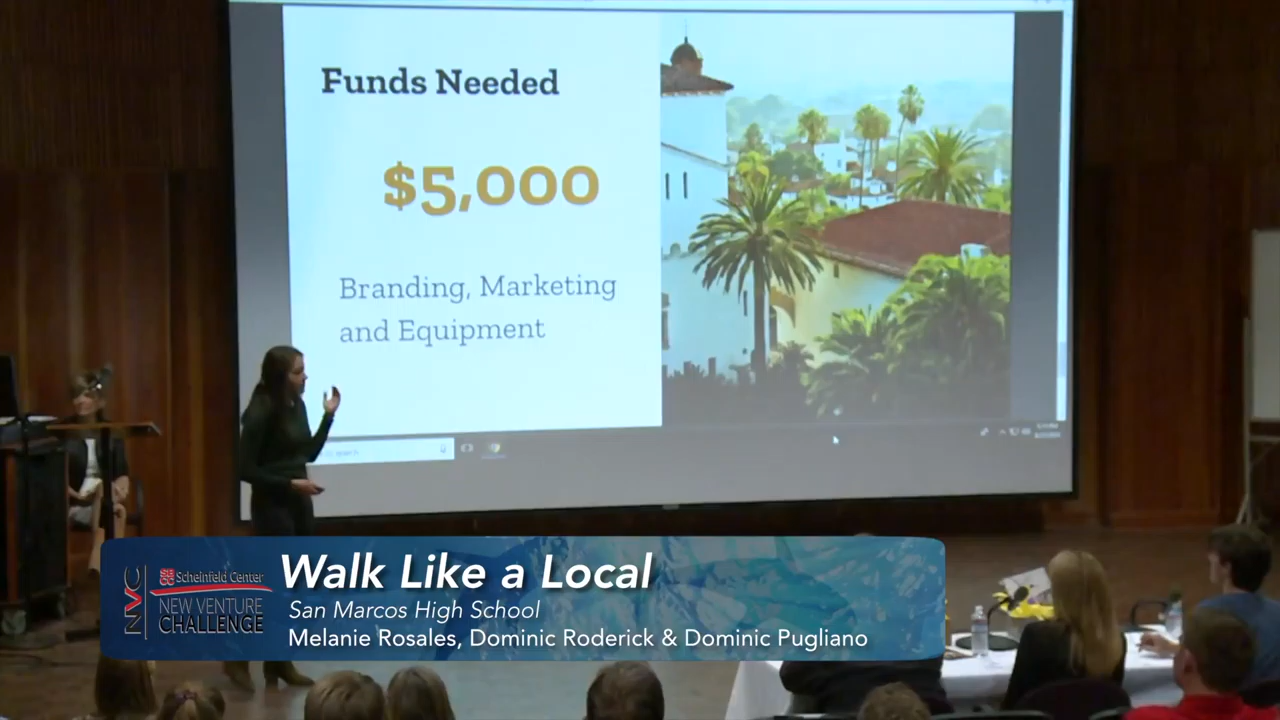 Funds Needed
$5,000
Branding, Marketing
and Equipment
NVC
SBCC Scheinfeld Center
NEW VENTURE
CHALLENGE
Walk Like a Local
San Marcos High School
Melanie Rosales, Dominic Roderick & Dominic Pugliano